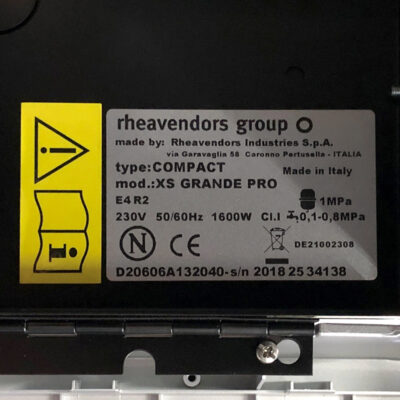 rheavendors group
made by: Rheavendors Industries S.p.A.
via Garavaglia 58 Caronno Pertusella - ITALIA
type:COMPACT Made in Italy
mod.:XS GRANDE PRO
E4 R2 1MPa
230V 50/60Hz 1600W Cl.I 0,1-0,8MPa
N CE DE21002308
D20606A132040-s/n 2018 25 34138